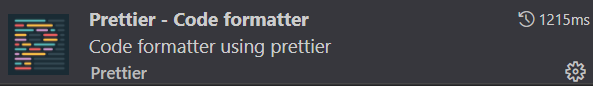 Prettier - Code formatter 1215ms
Code formatter using prettier
Prettier